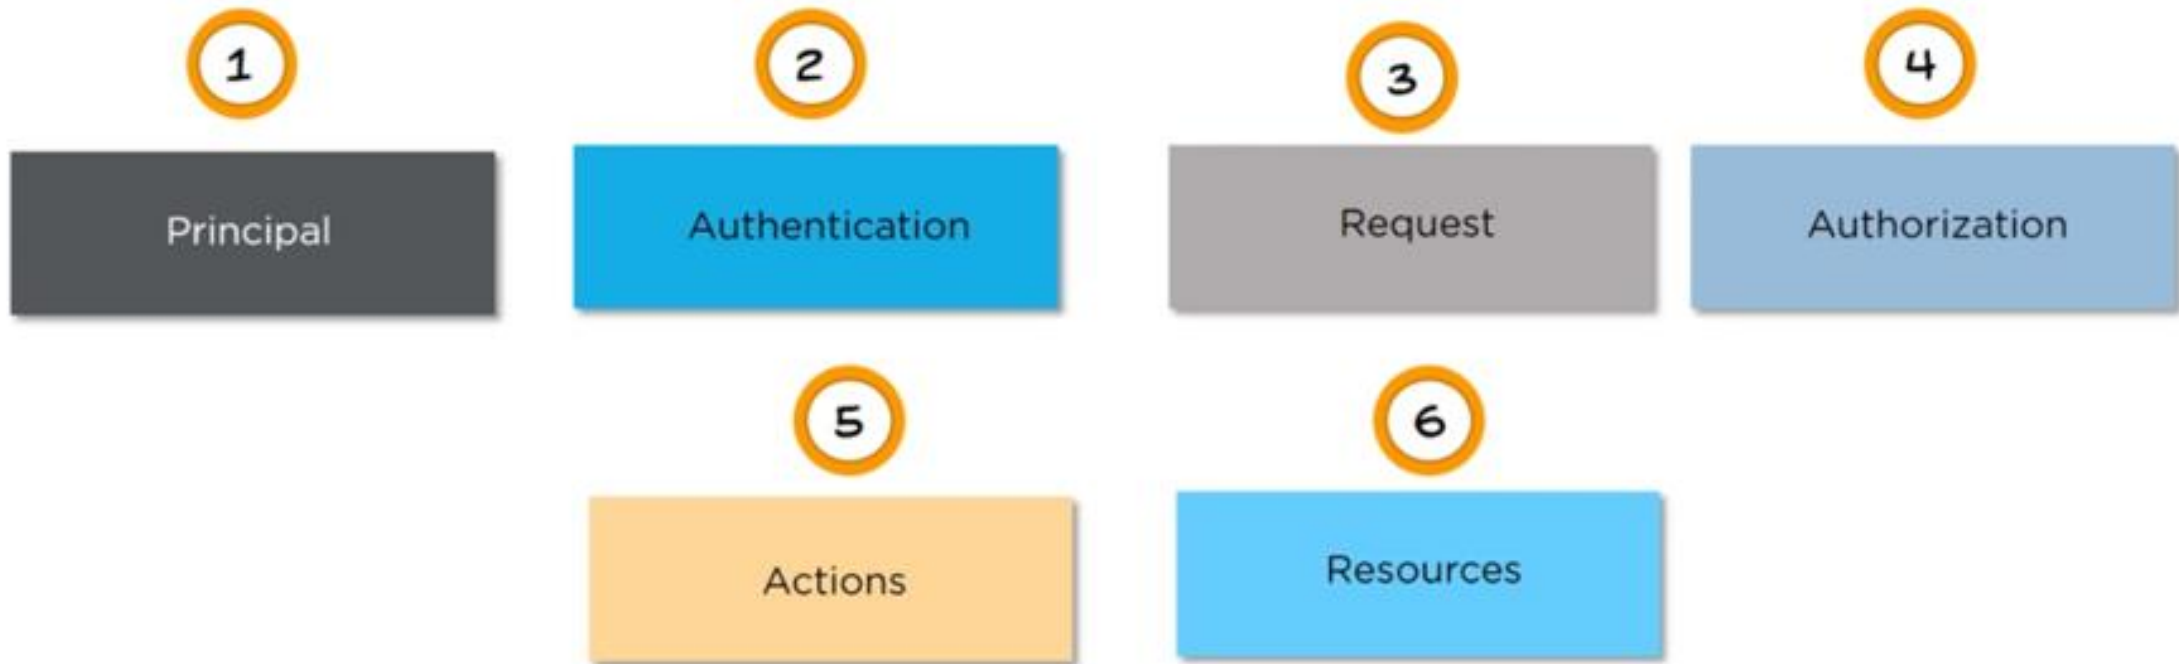 1
2
3
4
Principal
Authentication
Request
Authorization
5
6
Actions
Resources